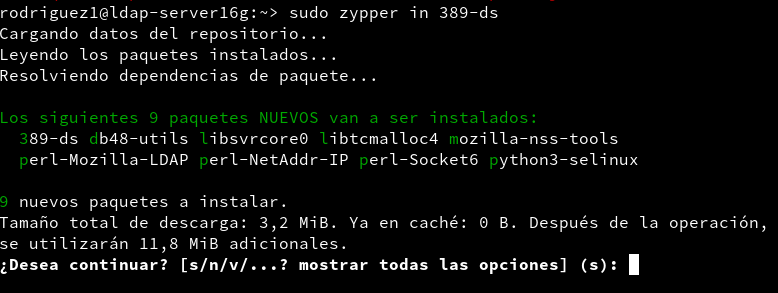 rodriguez1@ldap-server16g:~> sudo zypper in 389-ds
Cargando datos del repositorio...
Leyendo los paquetes instalados...
Resolviendo dependencias de paquete...
Los siguientes 9 paquetes NUEVOS van a ser instalados:
389-ds db48-utils libsvrcore0 libtcmalloc4 mozilla-nss-tools
perl-Mozilla-LDAP perl-NetAddr-IP perl-Socket6 python3-selinux
9 nuevos paquetes a instalar.
Tamaño total de descarga: 3,2 MiB. Ya en caché: 0 B. Después de la operación,
se utilizarán 11,8 MiB adicionales.
¿Desea continuar? [s/n/v/...? mostrar todas las opciones] (s):